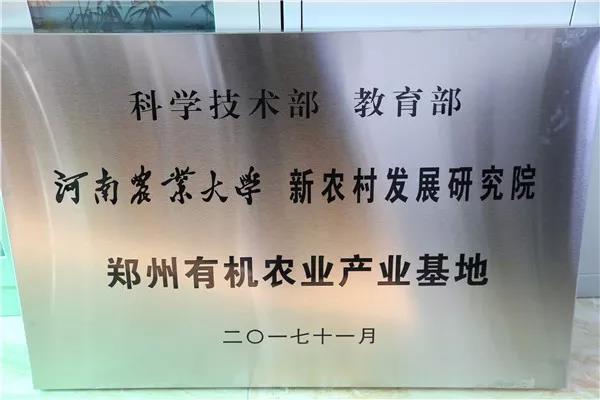 科学技术部 教育部
河南农业大学 新农村发展研究院
郑州有机农业产业基地
二〇一七十一月